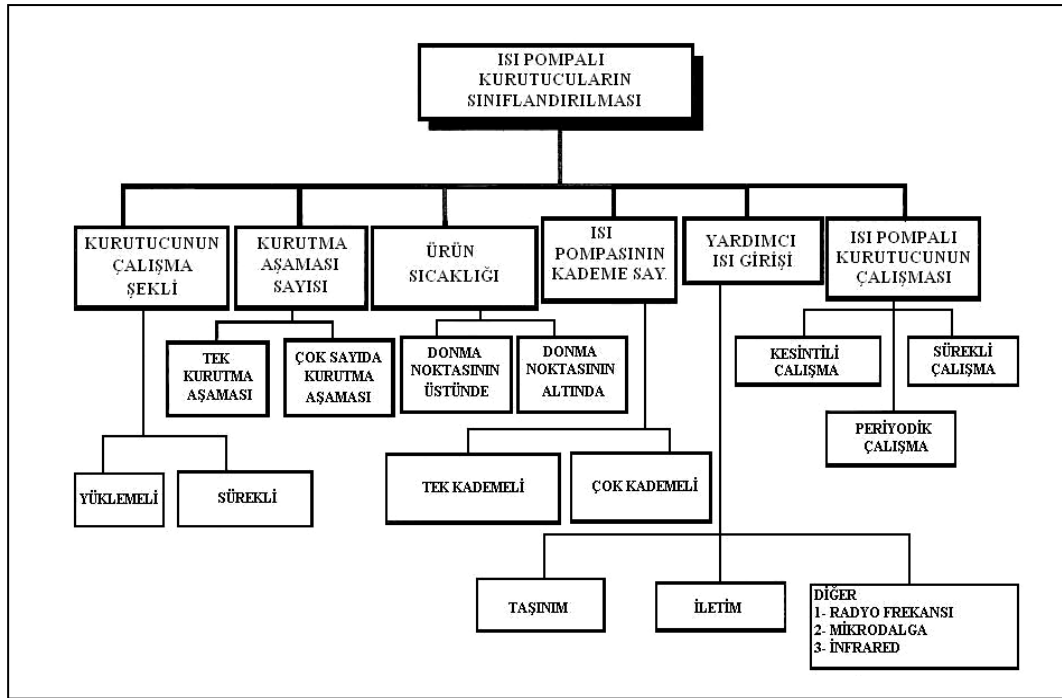 ISI POMPALI
KURUTUCULARIN
SINIFLANDIRILMASI
KURUTUCUNUN
ÇALIŞMA
ŞEKLİ
KURUTMA
AŞAMASI
SAYISI
ÜRÜN
SICAKLIĞI
ISI
POMPASININ
KADEME SAY.
YARDIMCI
ISI GİRİŞİ
ISI POMPALI
KURUTUCUNUN
ÇALIŞMASI
TEK
KURUTMA
AŞAMASI
ÇOK SAYIDA
KURUTMA
AŞAMASI
DONMA
NOKTASININ
ÜSTÜNDE
DONMA
NOKTASININ
ALTINDA
KESİNTİLİ
ÇALIŞMA
SÜREKLİ
ÇALIŞMA
PERİYODİK
ÇALIŞMA
YÜKLEMELİ
SÜREKLİ
TEK KADEMELİ
ÇOK KADEMELİ
TAŞINIM
İLETİM
DİĞER
1- RADYO FREKANSI
2- MİKRODALGA
3- İNFRARED